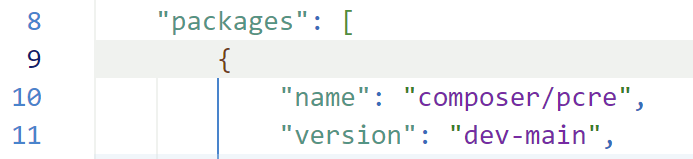 8 "packages": [
9 {
10 "name": "composer/pcre",
11 "version": "dev-main",